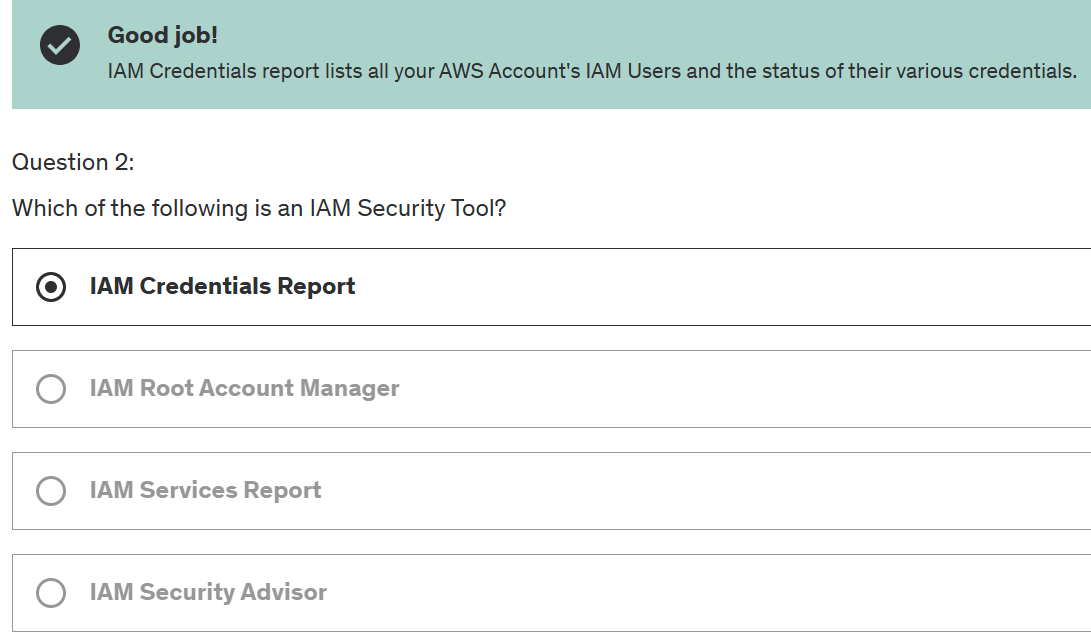 Good job!
IAM Credentials report lists all your AWS Account's IAM Users and the status of their various credentials.
Question 2:
Which of the following is an IAM Security Tool?
IAM Credentials Report
IAM Root Account Manager
IAM Services Report
IAM Security Advisor